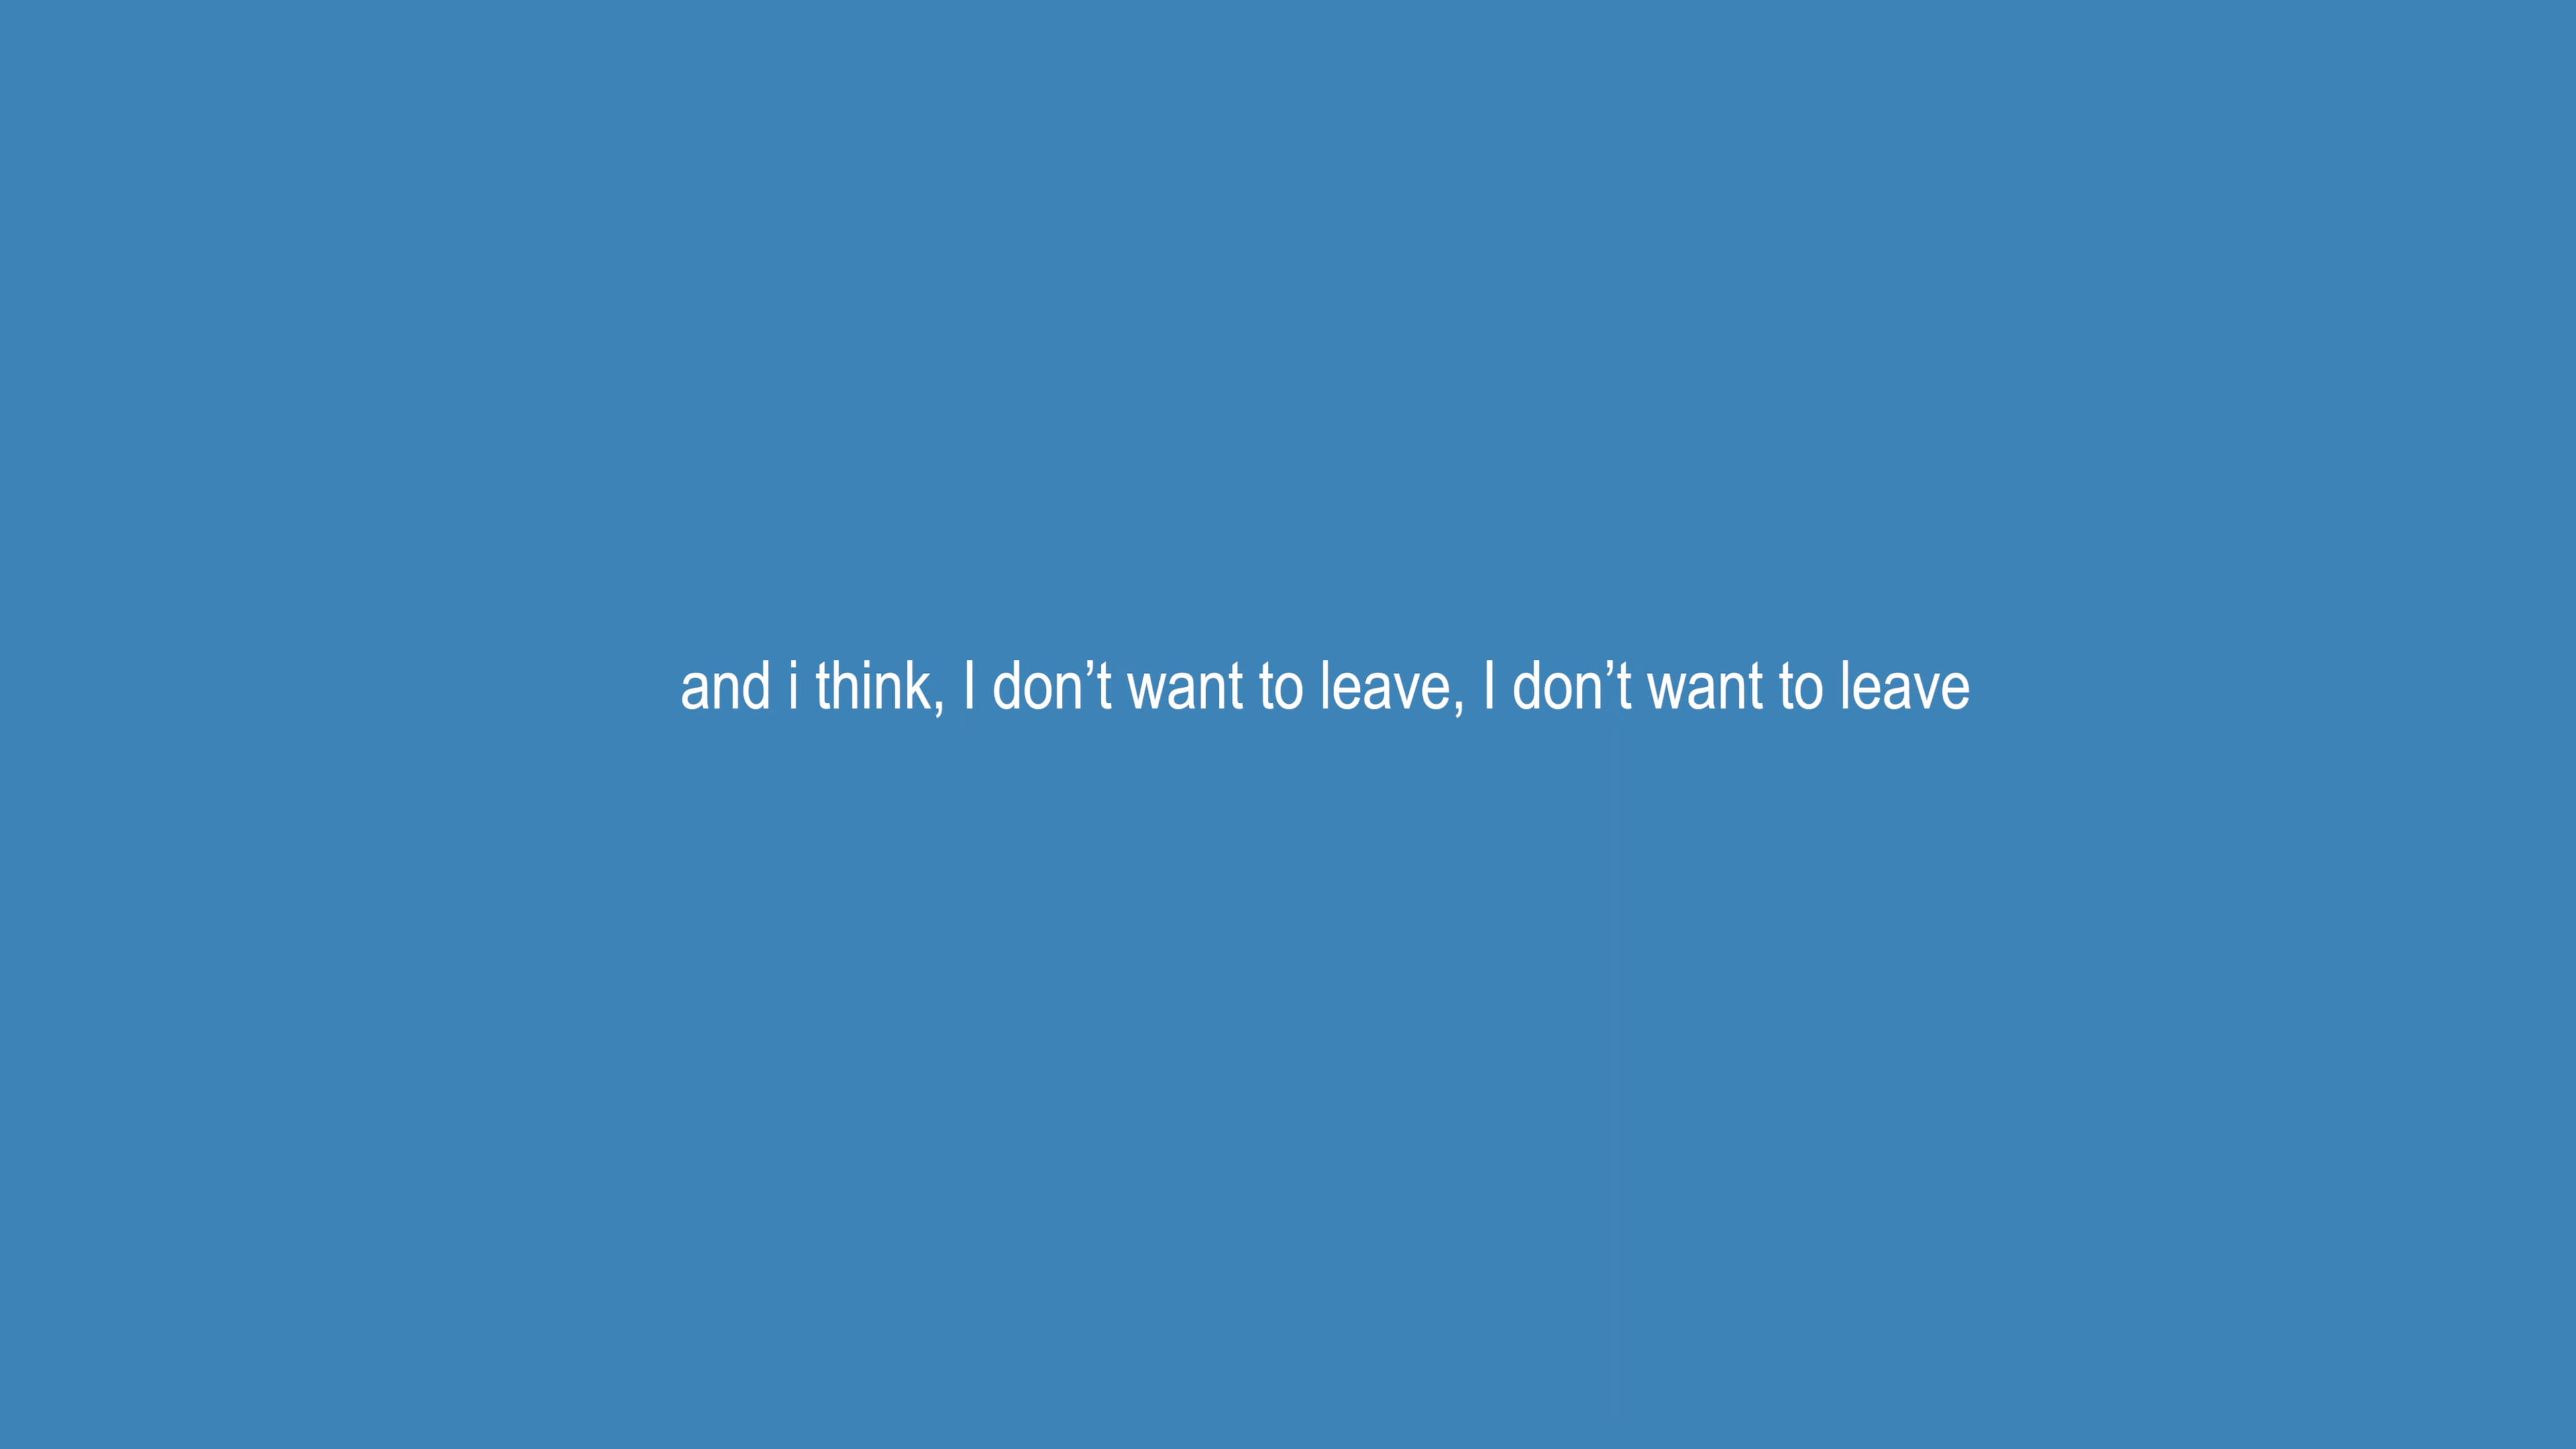 and i think, I don’t want to leave, I don’t want to leave